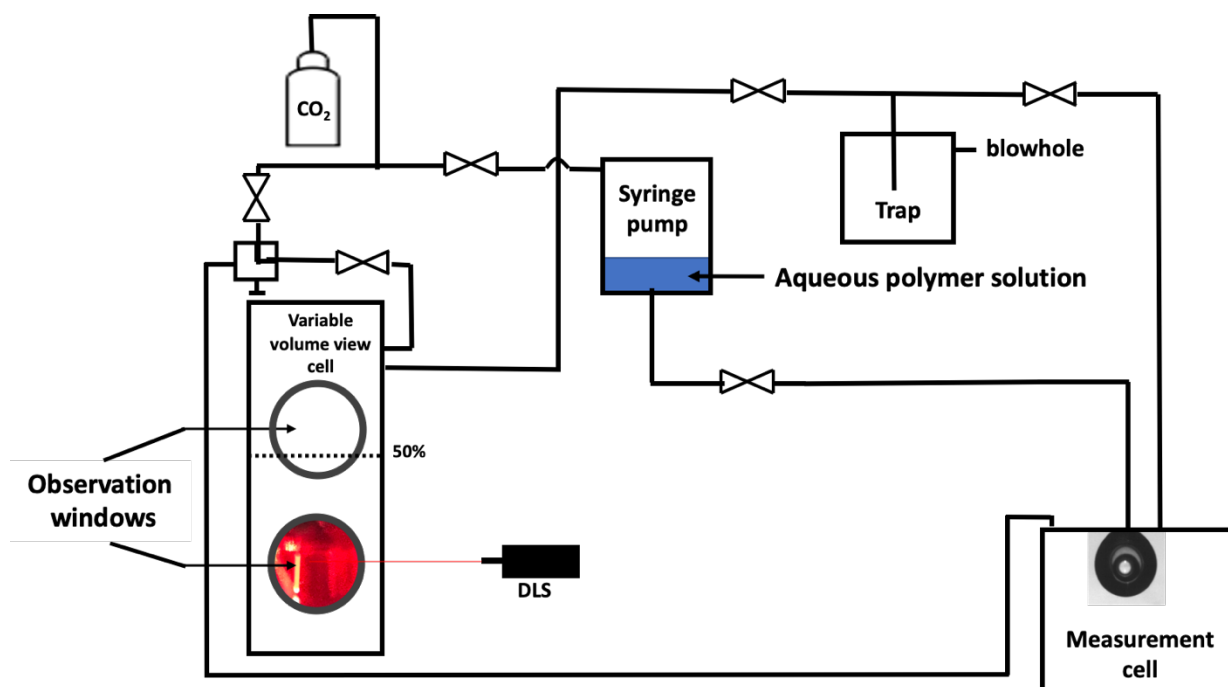 CO₂
blowhole
Syringe
pump
Trap
Aqueous polymer solution
Variable
volume view
cell
50%
Observation
windows
DLS
Measurement
cell